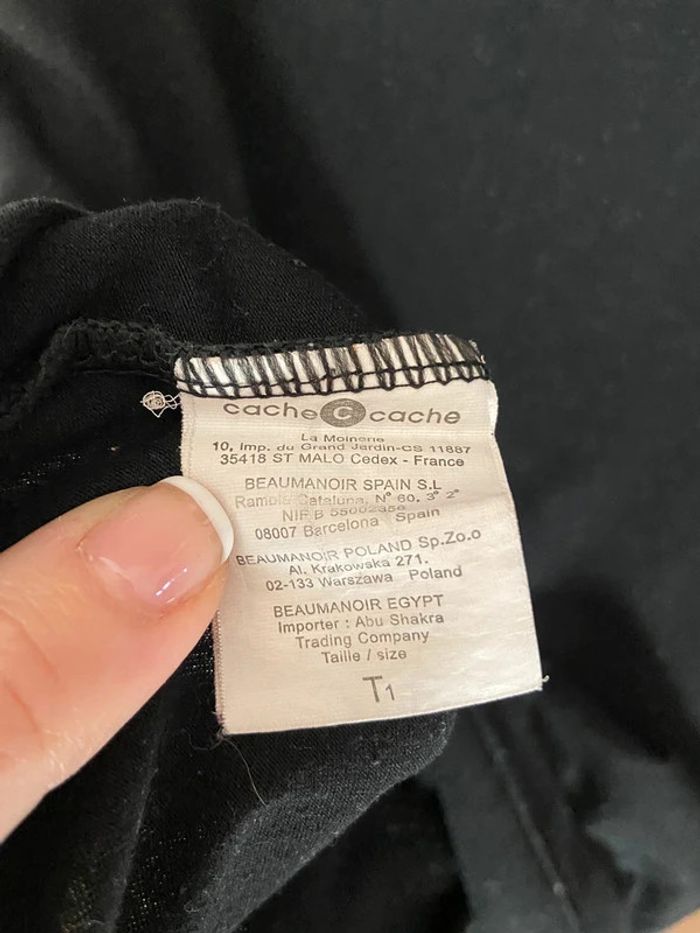 cache c cache
La Moinerie
10, imp. du Grand Jardin-CS 11887
35418 ST MALO Cedex - France
BEAUMANOIR SPAIN S.L
Rambla Cataluna, N° 60, 3° 2°
NIF B 55002356
08007 Barcelona Spain
BEAUMANOIR POLAND Sp.Zo.o
Al. Krakowska 271.
02-133 Warszawa Poland
BEAUMANOIR EGYPT
Importer : Abu Shakra
Trading Company
Taille / size
T1